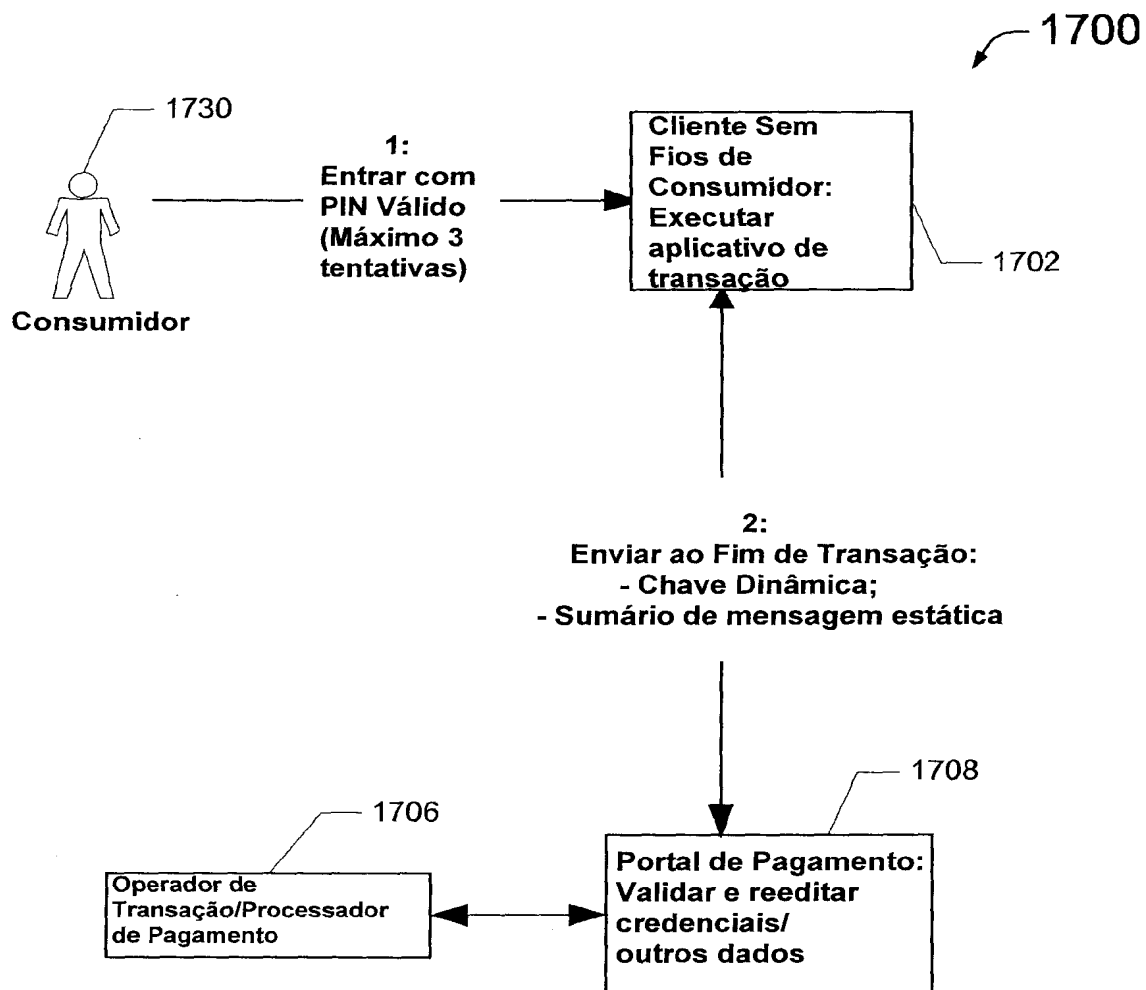 1700
1730
1:
Entrar com
PIN Válido
(Máximo 3
tentativas)
Cliente Sem
Fios de
Consumidor:
Executar
aplicativo de
transação
1702
Consumidor
2:
Enviar ao Fim de Transação:
- Chave Dinâmica;
- Sumário de mensagem estática
1708
1706
Portal de Pagamento:
Validar e reeditar
credenciais/
outros dados
Operador de
Transação/Processador
de Pagamento